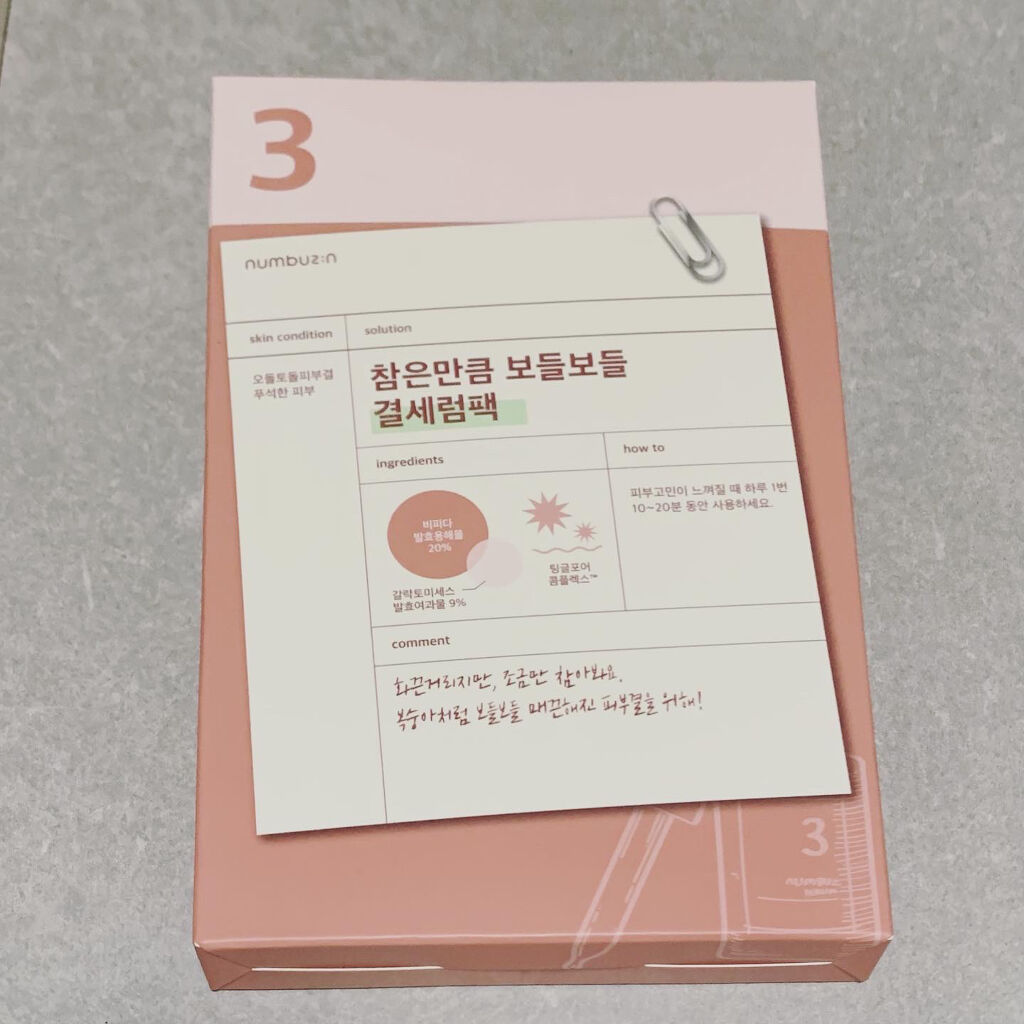 3
numbuz:n
skin condition
solution
오돌토돌피부결
푸석한 피부
참은만큼 보들보들
결세럼팩
ingredients
how to
비피다
발효용해물
20%
갈락토미세스
발효여과물 9%
팅글포어
콤플렉스™
피부고민이 느껴질 때 하루 1번
10~20분 동안 사용하세요.
comment
화끈거리지만, 조금만 참아봐요.
복숭아처럼 보들보들 매끈해진 피부결을 위해!
3